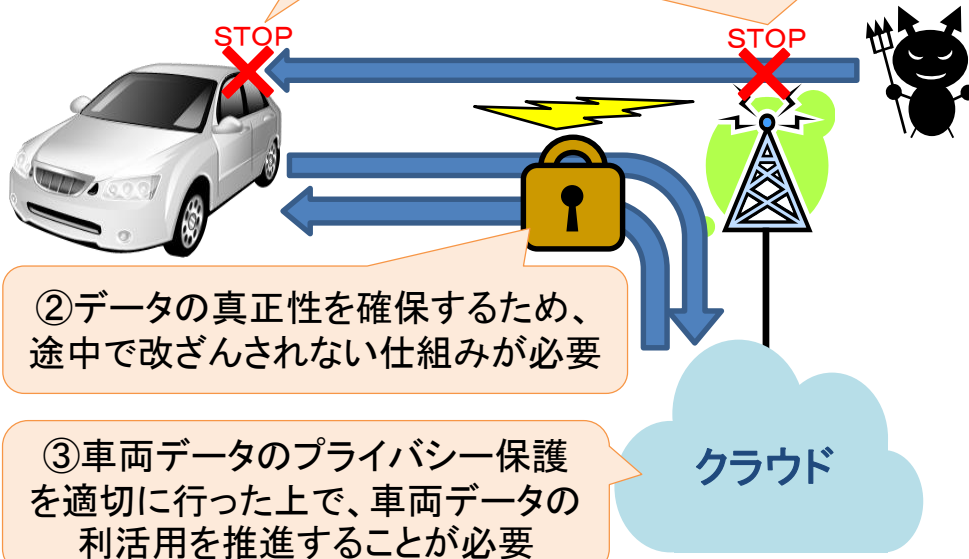 STOP
STOP
②データの真正性を確保するため、
途中で改ざんされない仕組みが必要
③車両データのプライバシー保護
を適切に行った上で、車両データの
利活用を推進することが必要
クラウド